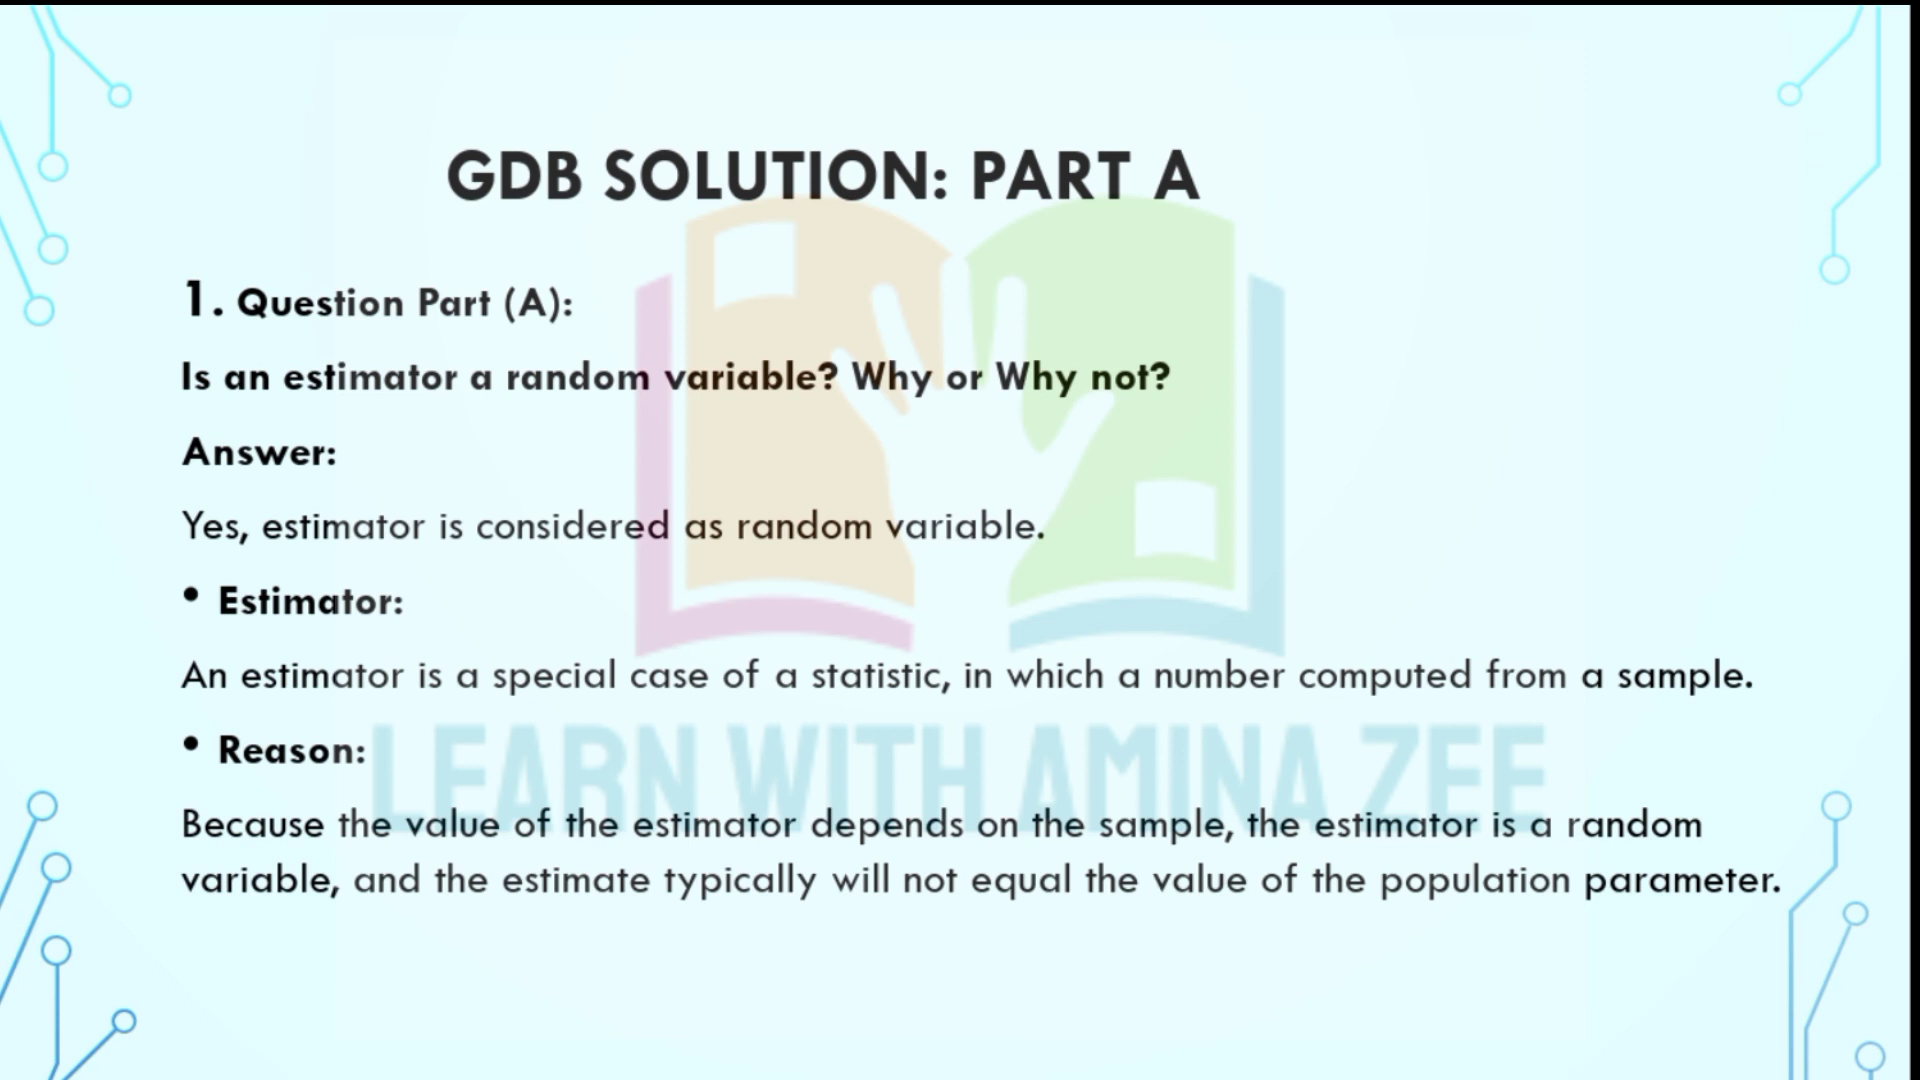 GDB SOLUTION: PART A
1. Question Part (A):
Is an estimator a random variable? Why or Why not?
Answer:
Yes, estimator is considered as random variable.
• Estimator:
An estimator is a special case of a statistic, in which a number computed from a sample.
• Reason:
LEARN WITH AMINA ZEE
Because the value of the estimator depends on the sample, the estimator is a random
variable, and the estimate typically will not equal the value of the population parameter.